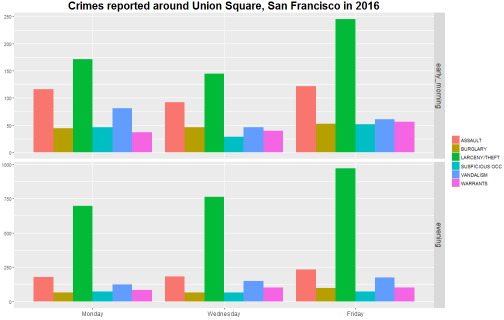 Crimes reported around Union Square, San Francisco in 2016
250
200
150
100
50
0
early_morning
1000
750
500
250
0
evening
Monday
Wednesday
Friday
ASSAULT
BURGLARY
LARCENY/THEFT
SUSPICIOUS OCC
VANDALISM
WARRANTS